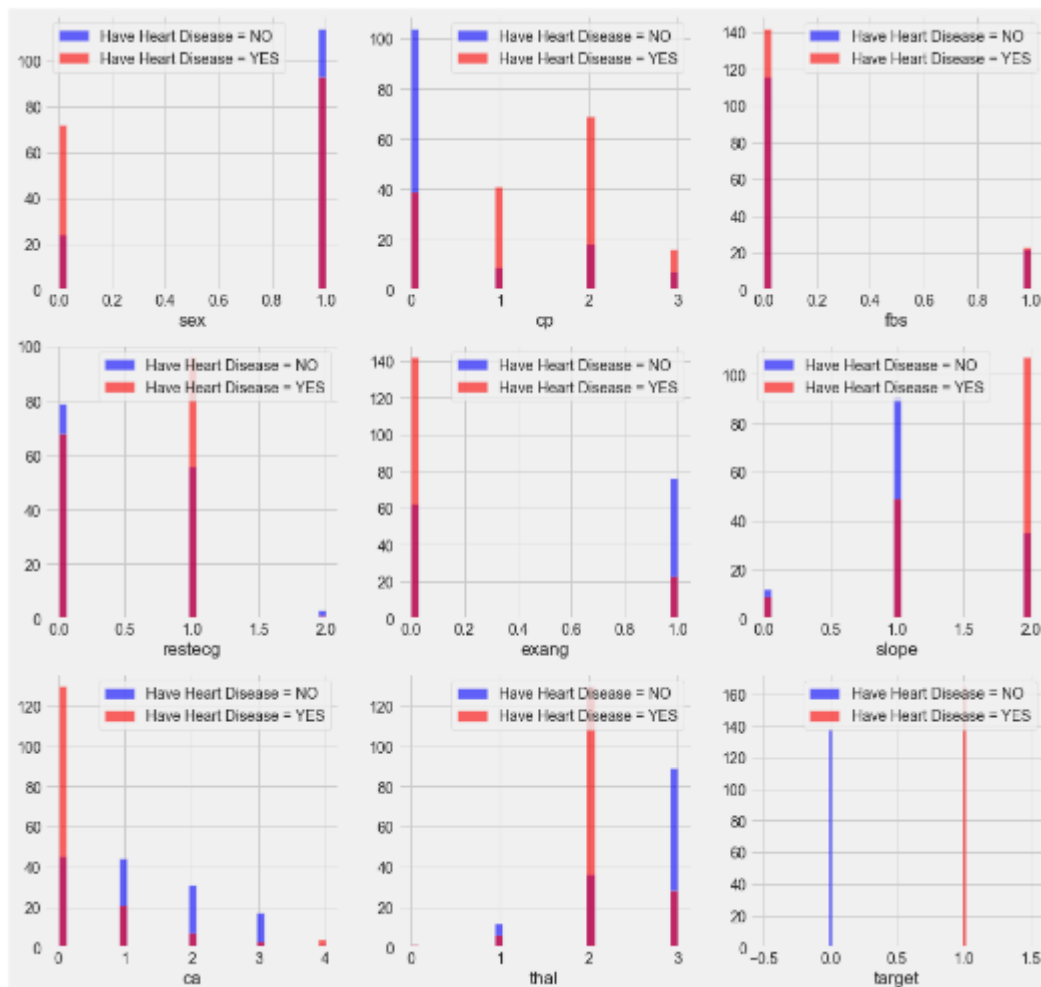 Have Heart Disease = NO
Have Heart Disease = YES
100
80
60
40
20
0
0.0 0.2 0.4 0.6 0.8 1.0
sex
Have Heart Disease = NO
Have Heart Disease = YES
100
80
60
40
20
0
0 1 2 3
cp
Have Heart Disease = NO
Have Heart Disease = YES
140
120
100
80
60
40
20
0
0.0 0.2 0.4 0.6 0.8 1.0
fbs
Have Heart Disease = NO
Have Heart Disease = YES
100
80
60
40
20
0
0.0 0.5 1.0 1.5 2.0
restecg
Have Heart Disease = NO
Have Heart Disease = YES
140
120
100
80
60
40
20
0
0.0 0.2 0.4 0.6 0.8 1.0
exang
Have Heart Disease = NO
Have Heart Disease = YES
100
80
60
40
20
0
0.0 0.5 1.0 1.5 2.0
slope
Have Heart Disease = NO
Have Heart Disease = YES
120
100
80
60
40
20
0
0 1 2 3 4
ca
Have Heart Disease = NO
Have Heart Disease = YES
120
100
80
60
40
20
0
0 1 2 3
thal
Have Heart Disease = NO
Have Heart Disease = YES
160
140
120
100
80
60
40
20
0
−0.5 0.0 0.5 1.0 1.5
target